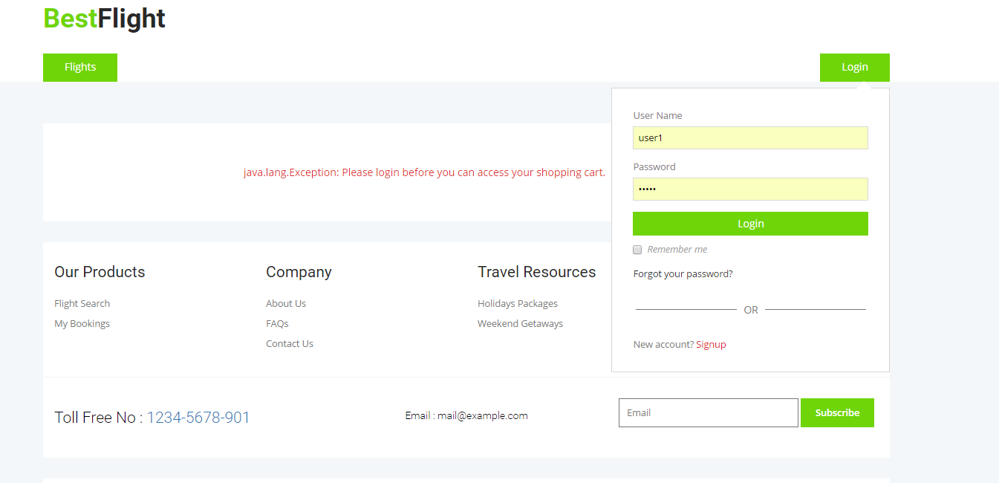 BestFlight
Flights
Login
User Name
user1
Password
•••••
Login
Remember me
Forgot your password?
OR
New account? Signup
java.lang.Exception: Please login before you can access your shopping cart.
Our Products
Flight Search
My Bookings
Company
About Us
FAQs
Contact Us
Travel Resources
Holidays Packages
Weekend Getaways
Toll Free No : 1234-5678-901
Email : mail@example.com
Email
Subscribe